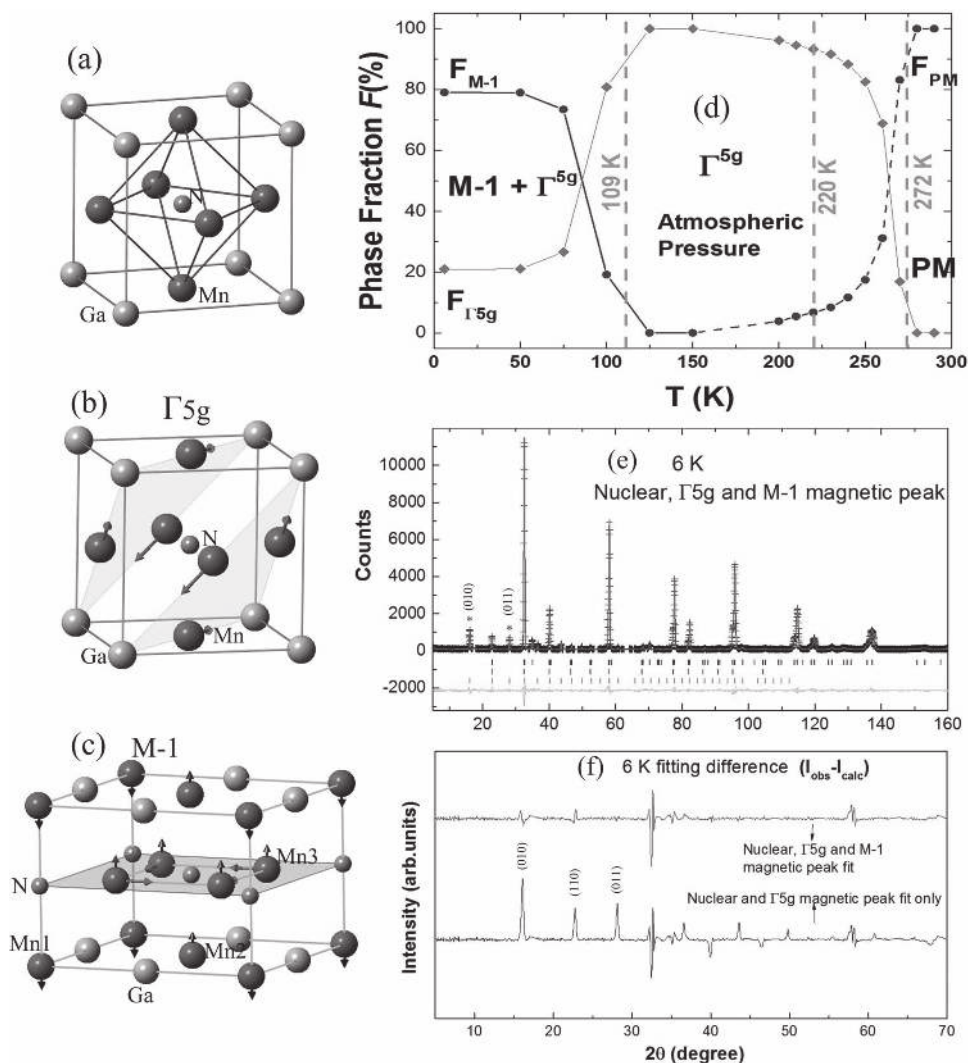 (a)
N
Mn
Ga
(b)
Γ5g
N
Mn
Ga
(c)
M-1
Mn3
N
Mn1
Mn2
Ga
100
80
60
40
20
0
Phase Fraction F(%)
F_M-1
F_PM
(d)
M-1 + Γ^5g
109 K
Γ^5g
220 K
272 K
Atmospheric
Pressure
PM
F_Γ5g
0 50 100 150 200 250 300
T (K)
10000
8000
6000
4000
2000
0
-2000
Counts
(e) 6 K
Nuclear, Γ5g and M-1 magnetic peak
(010)
(011)
20 40 60 80 100 120 140 160
(f) 6 K fitting difference (I_obs-I_calc)
Intensity (arb.units)
Nuclear, Γ5g and M-1
magnetic peak fit
(010)
(110)
(011)
Nuclear and Γ5g magnetic peak fit only
10 20 30 40 50 60 70
2θ (degree)